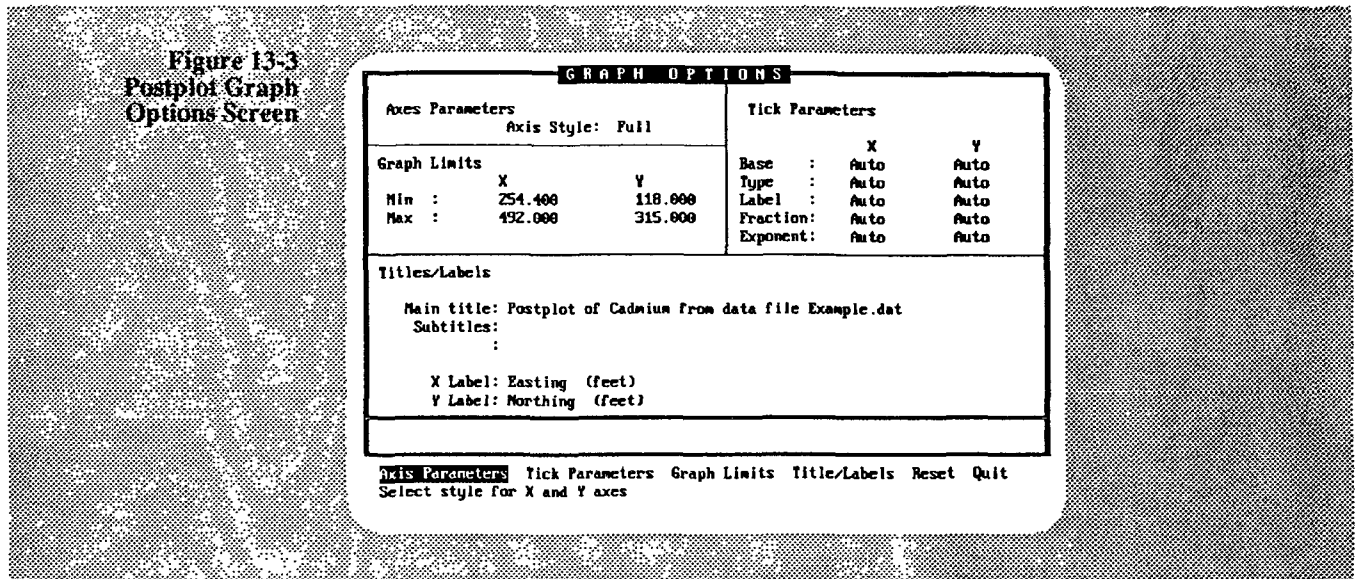 Figure 13-3
Postplot Graph
Options Screen
GRAPH OPTIONS
Axes Parameters
Axis Style: Full
Tick Parameters
X Y
Base : Auto Auto
Type : Auto Auto
Label : Auto Auto
Fraction: Auto Auto
Exponent: Auto Auto
Graph Limits
X Y
Min : 254.400 118.000
Max : 492.000 315.000
Titles/Labels
Main title: Postplot of Cadmium from data file Example.dat
Subtitles:
:
X Label: Easting (feet)
Y Label: Northing (feet)
Axis Parameters Tick Parameters Graph Limits Title/Labels Reset Quit
Select style for X and Y axes